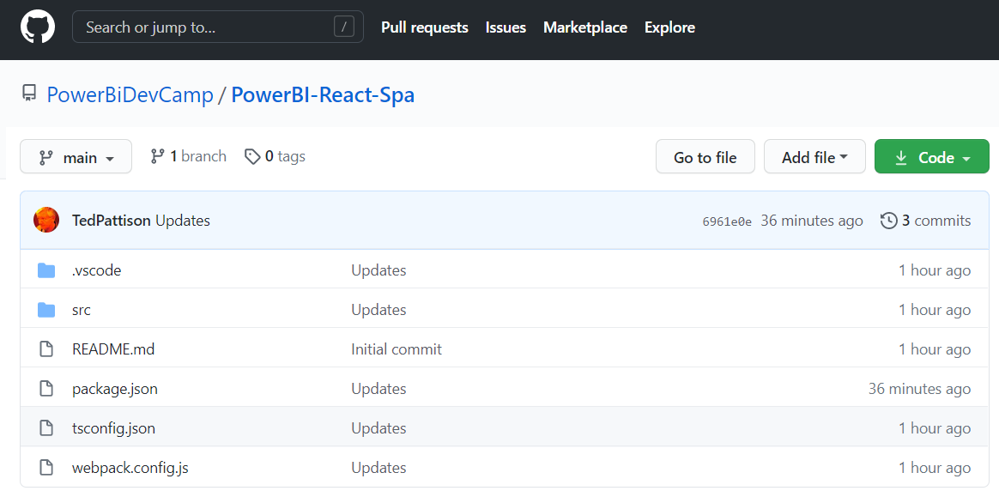 Search or jump to... / Pull requests Issues Marketplace Explore
PowerBiDevCamp / PowerBI-React-Spa
main 1 branch 0 tags Go to file Add file Code
TedPattison Updates 6961e0e 36 minutes ago 3 commits
.vscode Updates 1 hour ago
src Updates 1 hour ago
README.md Initial commit 1 hour ago
package.json Updates 36 minutes ago
tsconfig.json Updates 1 hour ago
webpack.config.js Updates 1 hour ago